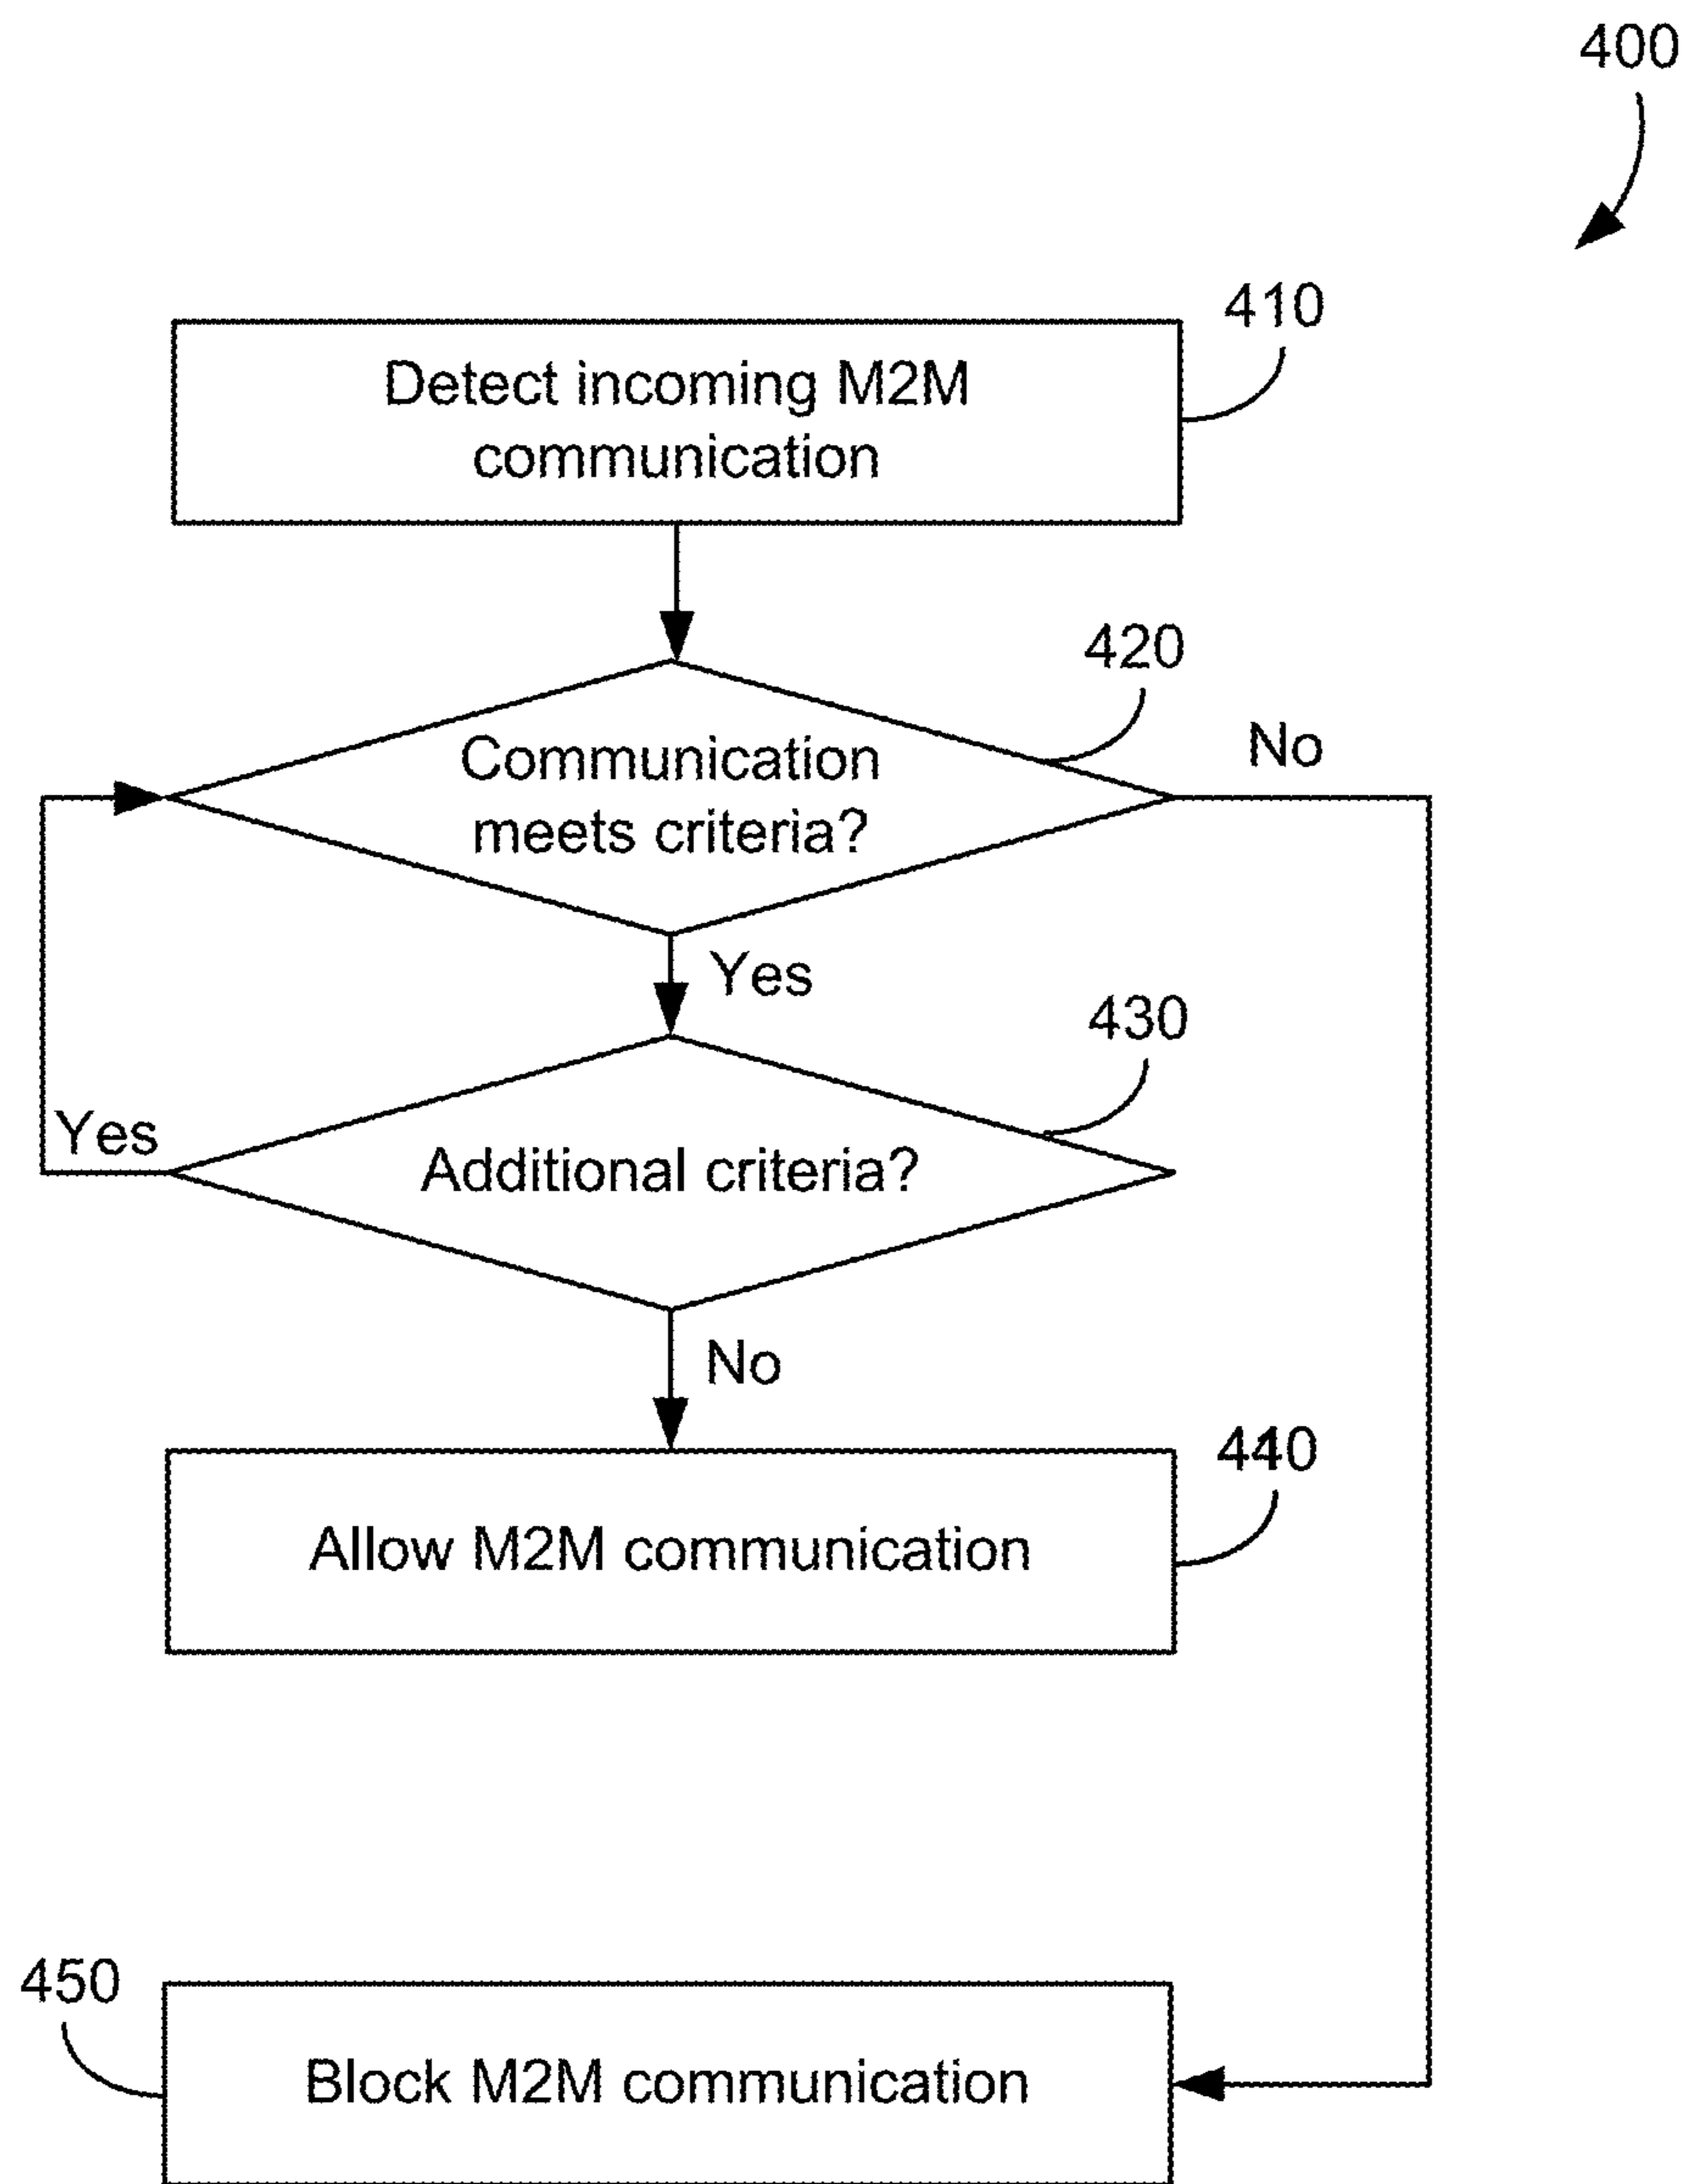 400
410
Detect incoming M2M
communication
420
No
Communication
meets criteria?
Yes
430
Yes
Additional criteria?
No
440
Allow M2M communication
450
Block M2M communication